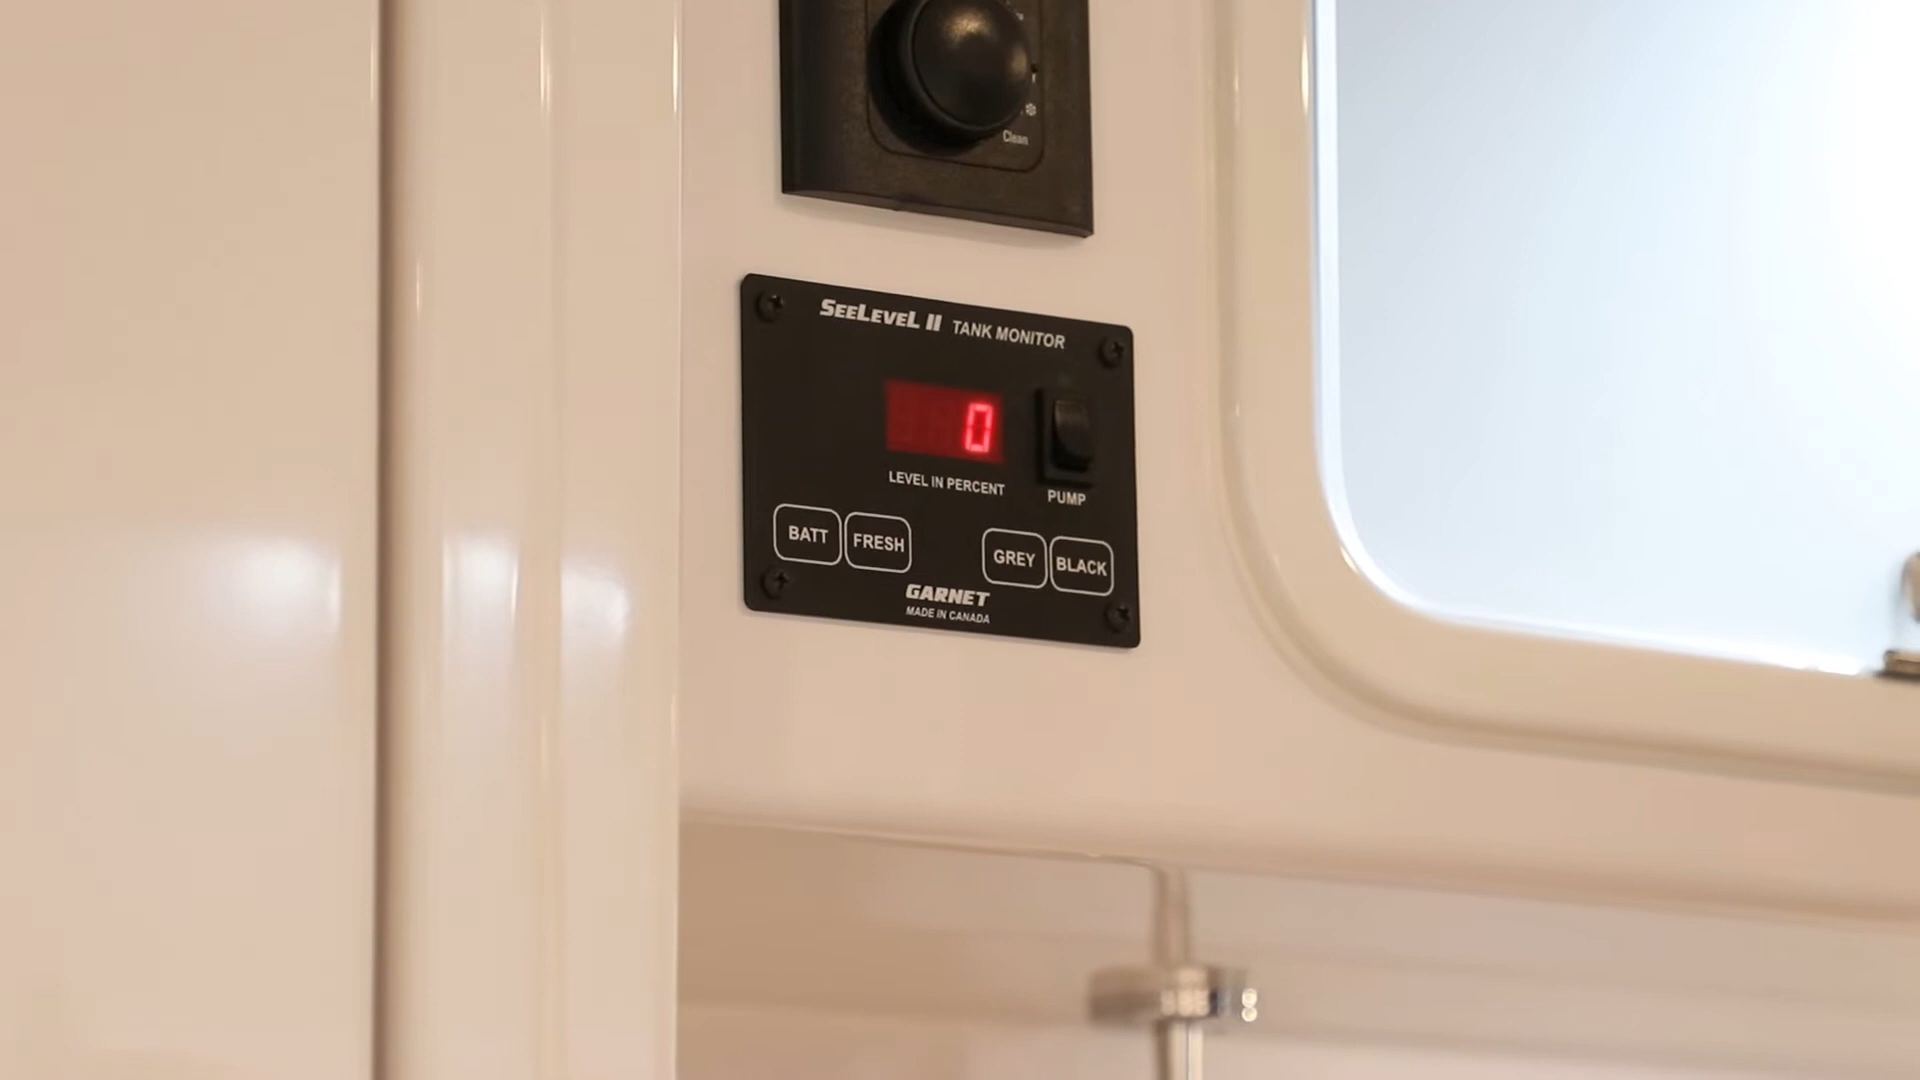 Clean
SEELEVEL II TANK MONITOR
0
LEVEL IN PERCENT
PUMP
BATT FRESH GREY BLACK
GARNET
MADE IN CANADA